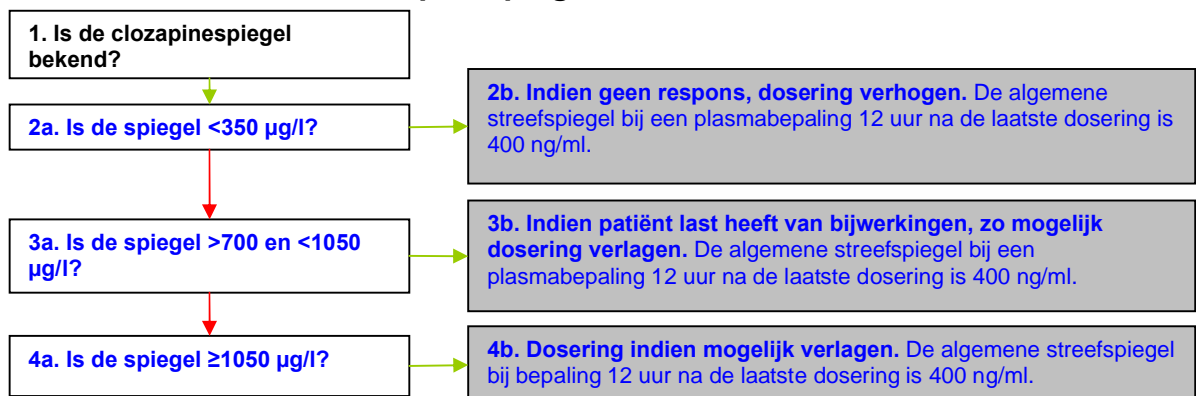 1. Is de clozapinespiegel
bekend?
2a. Is de spiegel <350 µg/l?
2b. Indien geen respons, dosering verhogen. De algemene
streefspiegel bij een plasmabepaling 12 uur na de laatste dosering is
400 ng/ml.
3a. Is de spiegel >700 en <1050
µg/l?
3b. Indien patiënt last heeft van bijwerkingen, zo mogelijk
dosering verlagen. De algemene streefspiegel bij een
plasmabepaling 12 uur na de laatste dosering is 400 ng/ml.
4a. Is de spiegel ≥1050 µg/l?
4b. Dosering indien mogelijk verlagen. De algemene streefspiegel
bij bepaling 12 uur na de laatste dosering is 400 ng/ml.